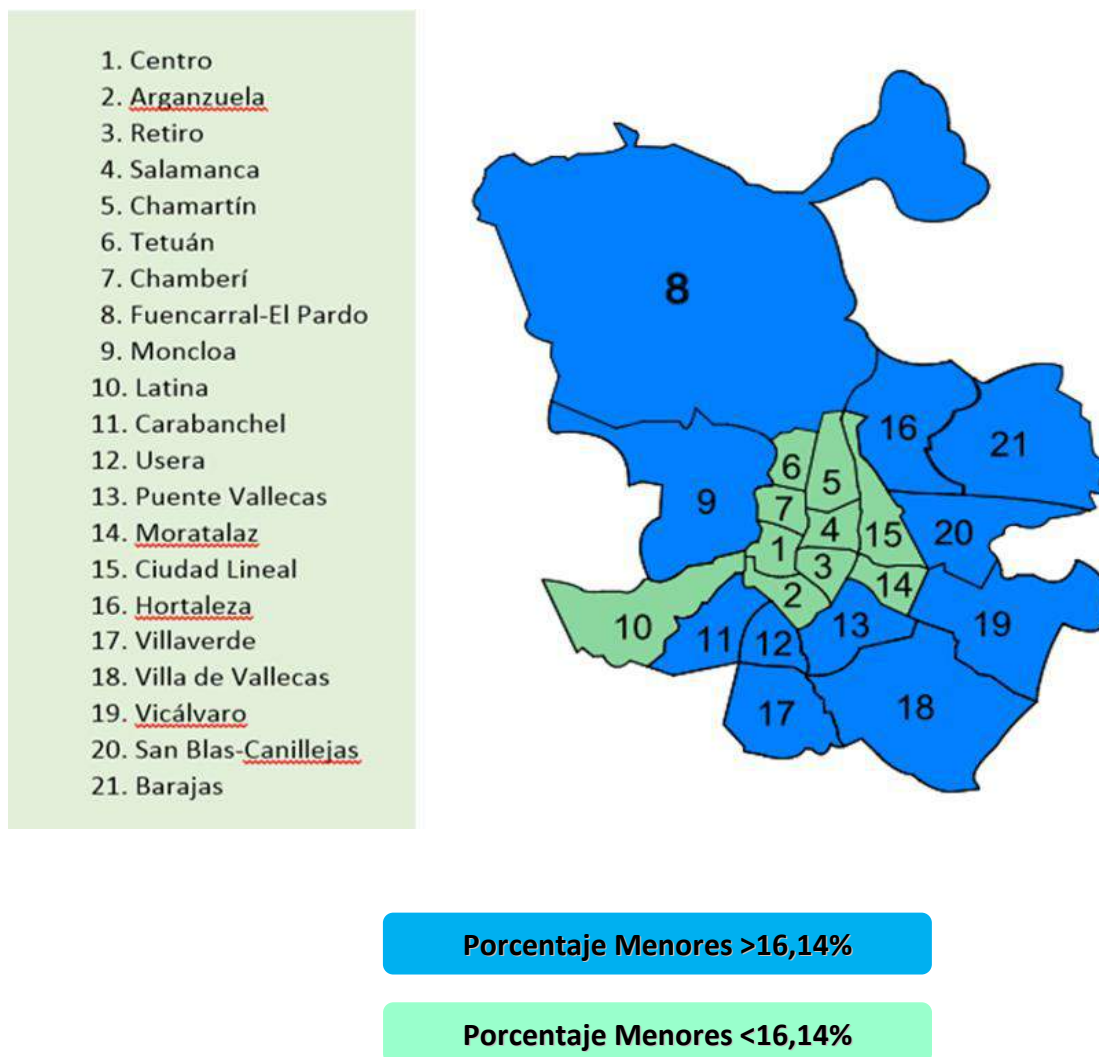 1. Centro
2. Arganzuela
3. Retiro
4. Salamanca
5. Chamartín
6. Tetuán
7. Chamberí
8. Fuencarral-El Pardo
9. Moncloa
10. Latina
11. Carabanchel
12. Usera
13. Puente Vallecas
14. Moratalaz
15. Ciudad Lineal
16. Hortaleza
17. Villaverde
18. Villa de Vallecas
19. Vicálvaro
20. San Blas-Canillejas
21. Barajas
8
16
21
6
5
9
7
4
15
20
1
3
14
2
10
11
12
13
19
17
18
Porcentaje Menores >16,14%
Porcentaje Menores <16,14%